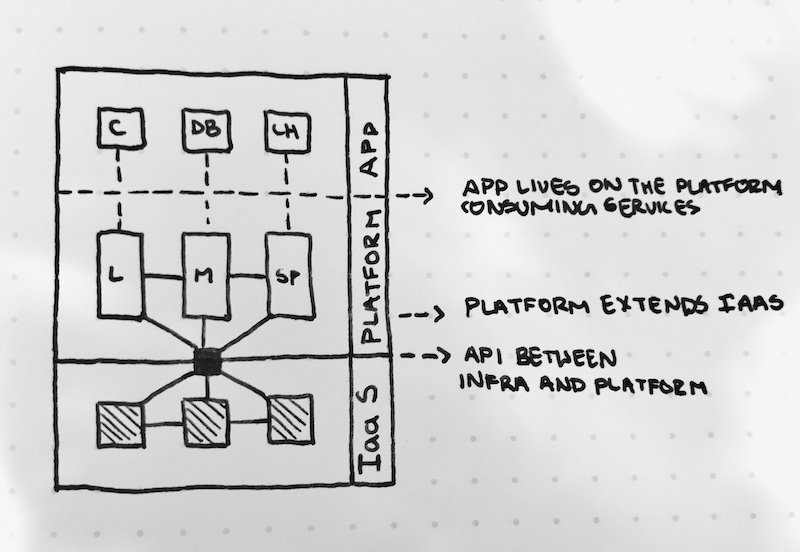 C DB CH
APP
APP LIVES ON THE PLATFORM
CONSUMING SERVICES
L M SP
PLATFORM
PLATFORM EXTENDS IAAS
API BETWEEN
INFRA AND PLATFORM
IaaS